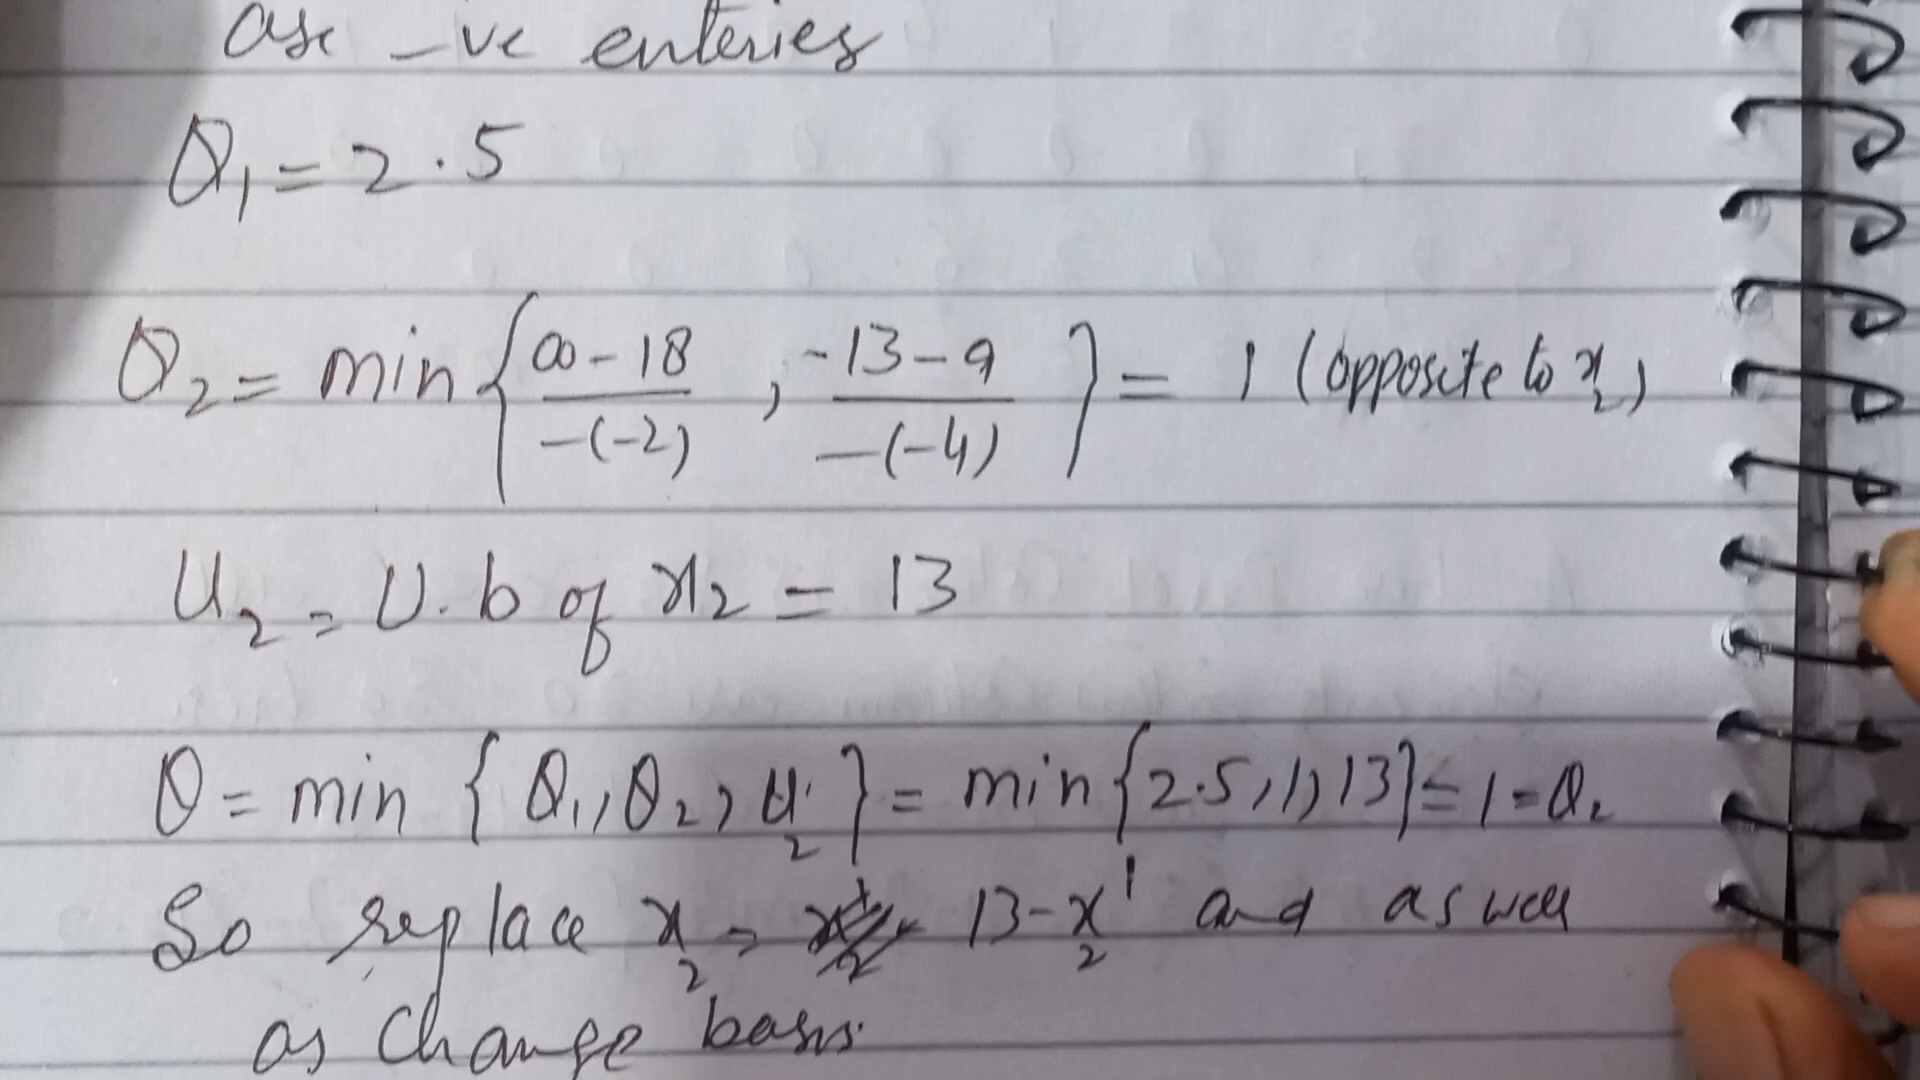 are -ve enteries
θ₁ = 2.5
θ₂ = min { ∞-18 / -(-2) , -13-9 / -(-4) } = 1 (opposite to x₂)
U₂ = U.b of x₂ = 13
θ = min { θ₁, θ₂, U₂ } = min {2.5, 1, 13} = 1 = θ₂
So replace x₂ = 13-x₂' and as well
as change basis